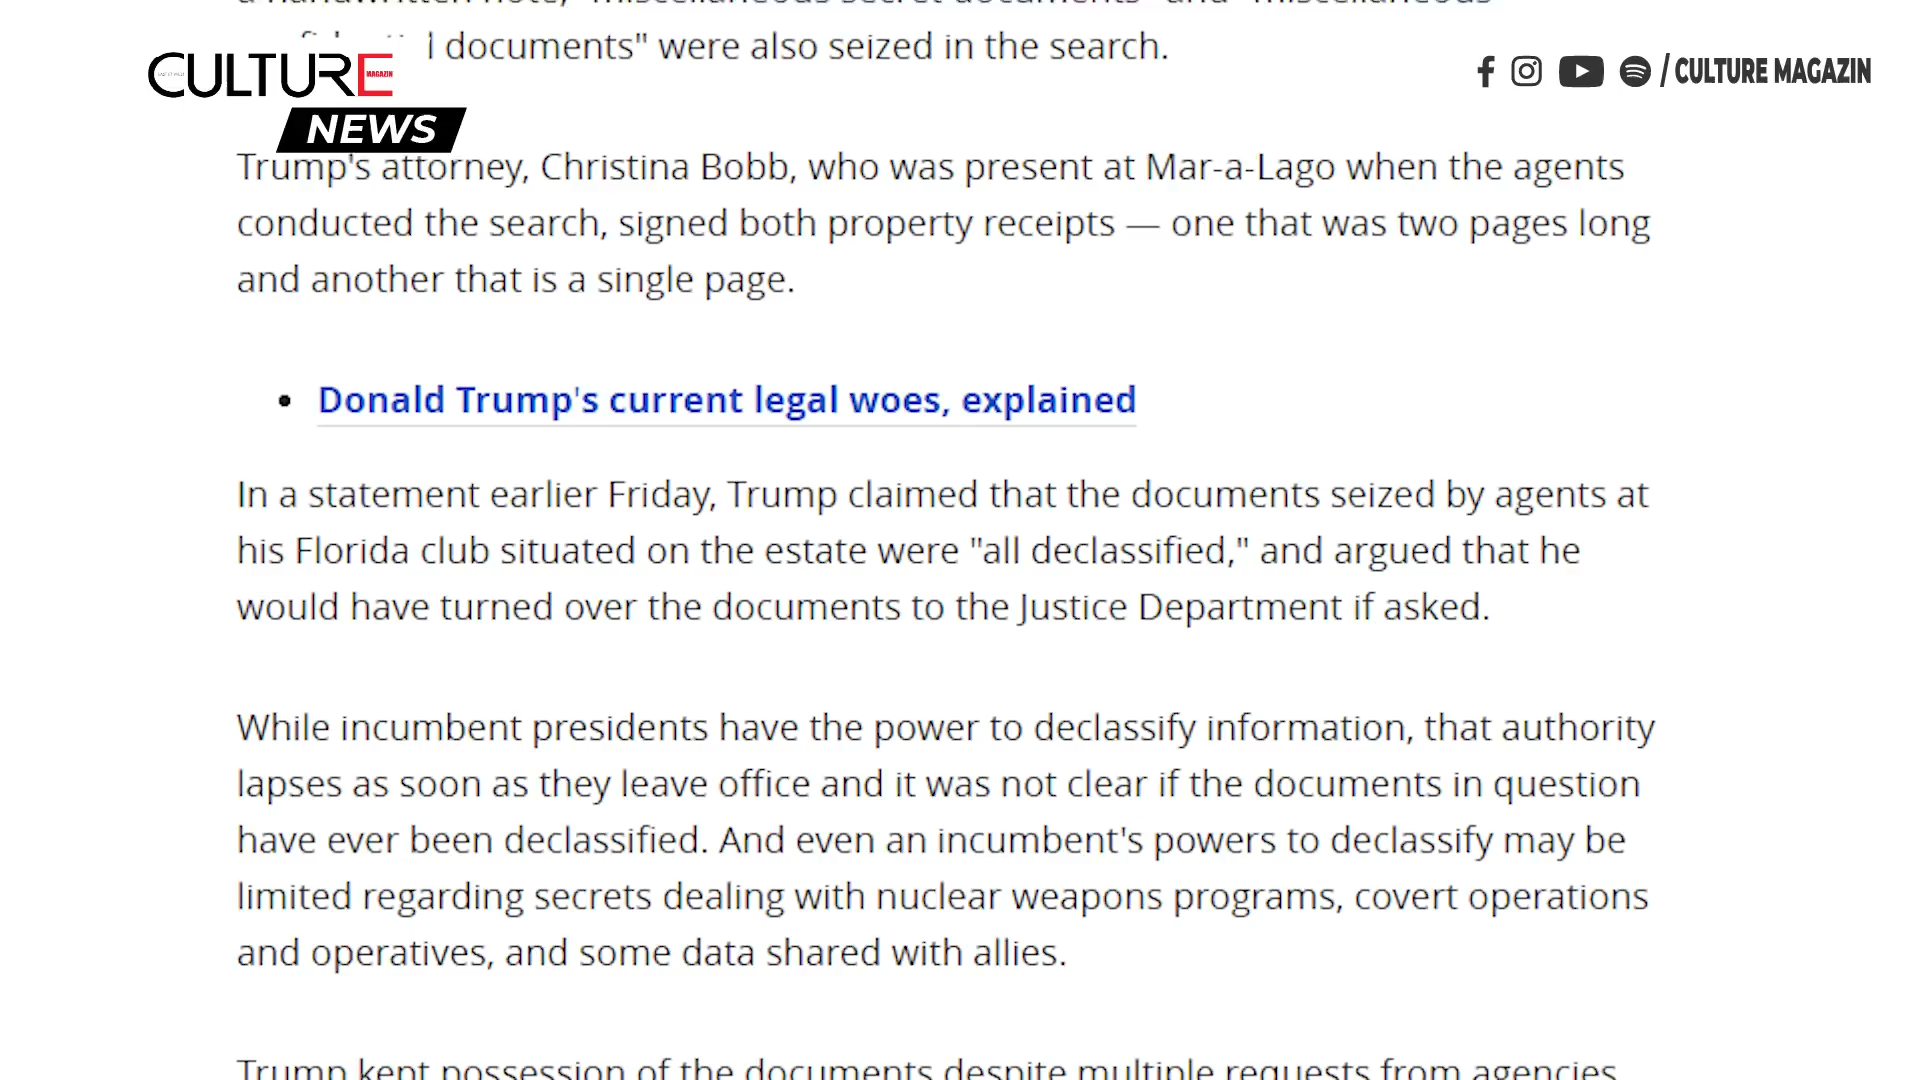 a handwritten note, "miscellaneous secret documents" and "miscellaneous
documents" were also seized in the search.
CULTURE
MAGAZIN
NEWS
/ CULTURE MAGAZIN
Trump's attorney, Christina Bobb, who was present at Mar-a-Lago when the agents
conducted the search, signed both property receipts — one that was two pages long
and another that is a single page.
• Donald Trump's current legal woes, explained
In a statement earlier Friday, Trump claimed that the documents seized by agents at
his Florida club situated on the estate were "all declassified," and argued that he
would have turned over the documents to the Justice Department if asked.
While incumbent presidents have the power to declassify information, that authority
lapses as soon as they leave office and it was not clear if the documents in question
have ever been declassified. And even an incumbent's powers to declassify may be
limited regarding secrets dealing with nuclear weapons programs, covert operations
and operatives, and some data shared with allies.
Trump kept possession of the documents despite multiple requests from agencies,